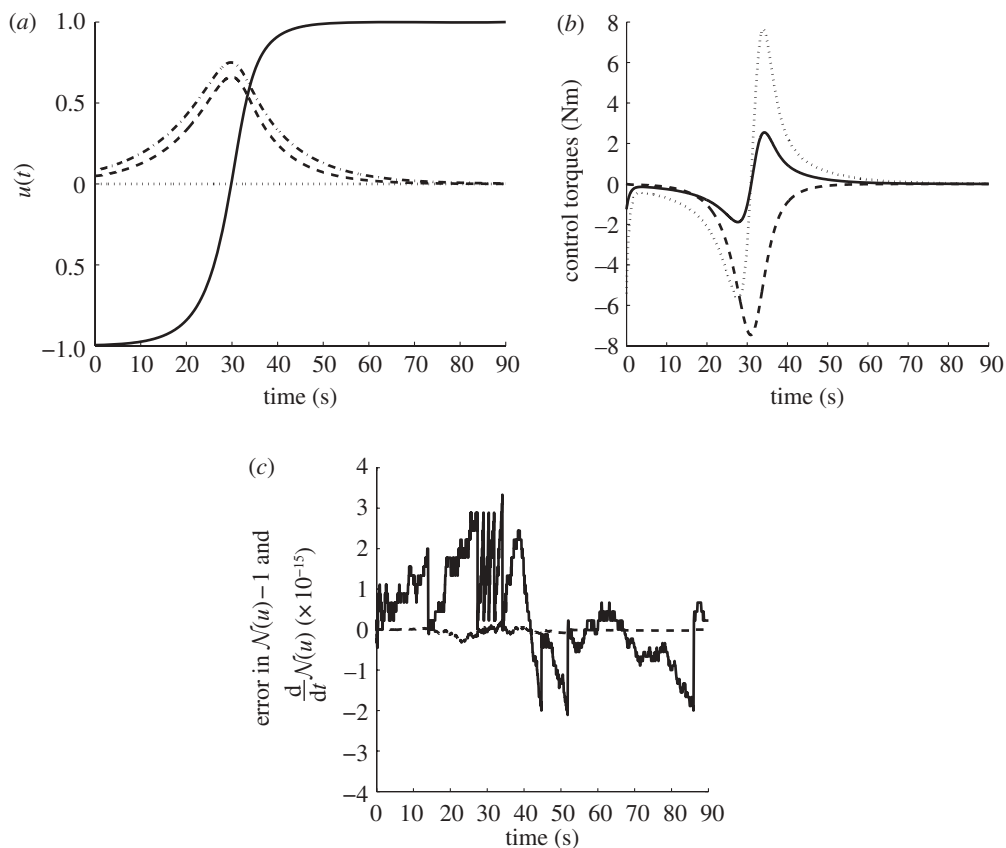 (a)
1.0
0.5
0
0.5
−1.0
u(t)
0 10 20 30 40 50 60 70 80 90
time (s)
(b)
8
6
4
2
0
−2
−4
−6
−8
control torques (Nm)
0 10 20 30 40 50 60 70 80 90
time (s)
(c)
4
3
2
1
0
−1
−2
−3
−4
error in 𝒩(u)−1 and
d/dt 𝒩(u) (× 10⁻¹⁵)
0 10 20 30 40 50 60 70 80 90
time (s)